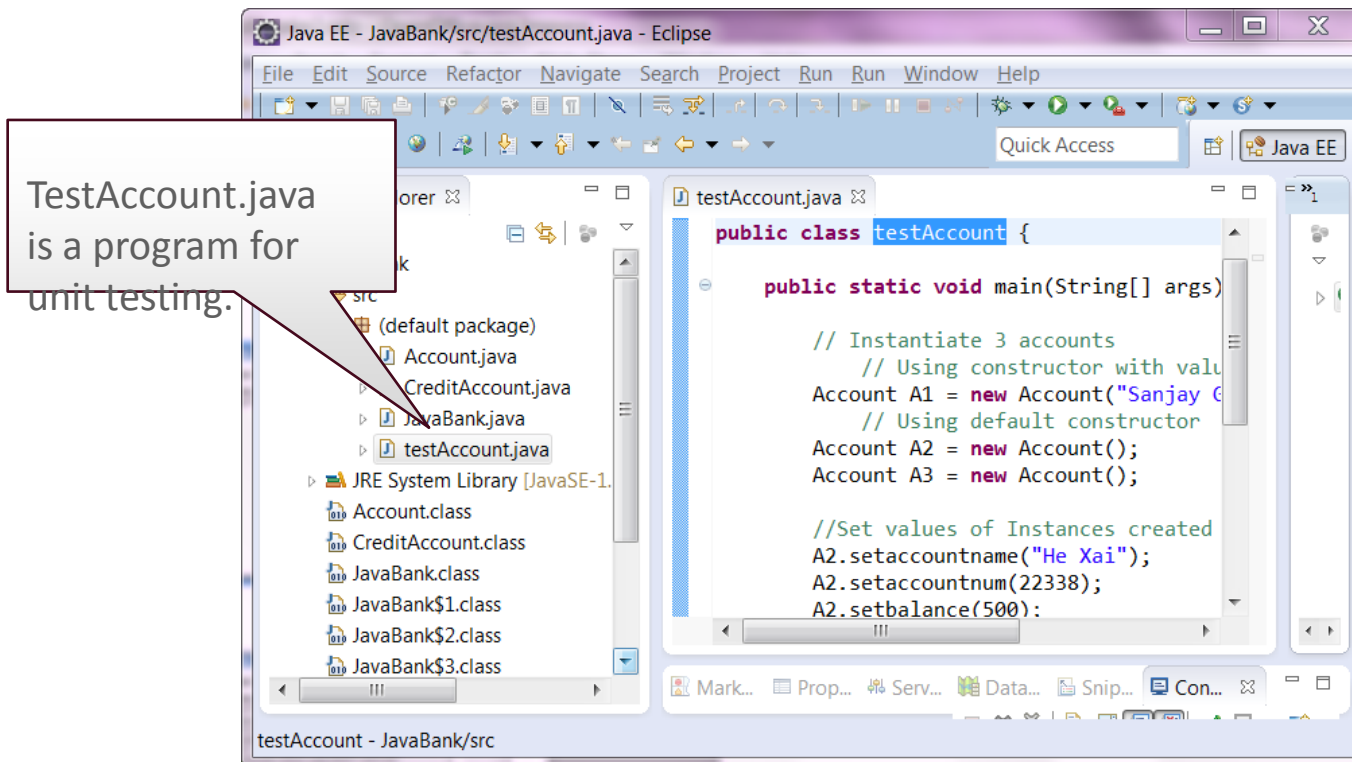 Java EE - JavaBank/src/testAccount.java - Eclipse
File Edit Source Refactor Navigate Search Project Run Run Window Help
Quick Access
Java EE
TestAccount.java
is a program for
unit testing.
src
(default package)
Account.java
CreditAccount.java
JavaBank.java
testAccount.java
JRE System Library [JavaSE-1.
Account.class
CreditAccount.class
JavaBank.class
JavaBank$1.class
JavaBank$2.class
JavaBank$3.class
testAccount.java
public class testAccount {
public static void main(String[] args)
// Instantiate 3 accounts
// Using constructor with valu
Account A1 = new Account("Sanjay G
// Using default constructor
Account A2 = new Account();
Account A3 = new Account();
//Set values of Instances created
A2.setaccountname("He Xai");
A2.setaccountnum(22338);
A2.setbalance(500);
»1
Mark... Prop... Serv... Data... Snip... Con...
testAccount - JavaBank/src